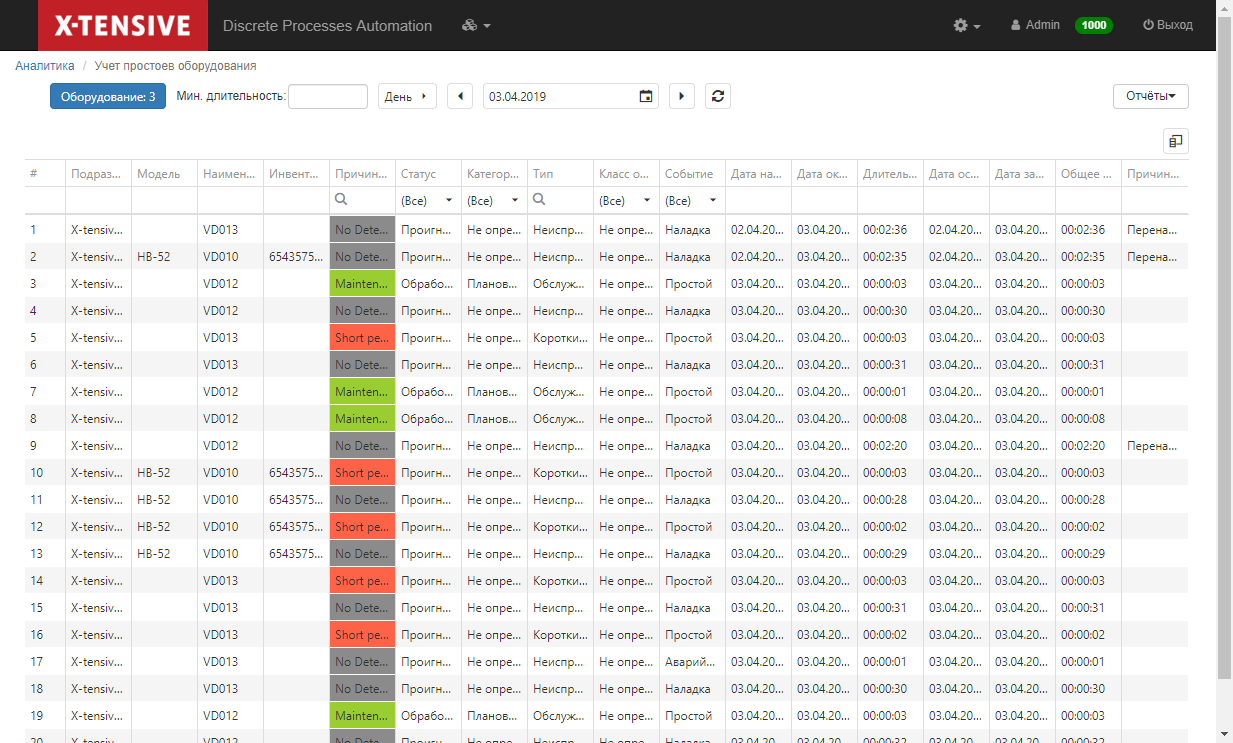 X-TENSIVE Discrete Processes Automation Admin 1000 Выход
Аналитика / Учет простоев оборудования
Оборудование: 3 Мин. длительность: День 03.04.2019 Отчёты
# Подраз... Модель Наимен... Инвент... Причин... Статус Категор... Тип Класс о... Событие Дата на... Дата ок... Длитель... Дата ос... Дата за... Общее ... Причин...
(Все) (Все) (Все) (Все)
1 X-tensiv... VD013 No Dete... Проигн... Не опре... Неиспр... Не опре... Наладка 02.04.20... 03.04.20... 00:02:36 02.04.20... 03.04.20... 00:02:36 Перена...
2 X-tensiv... НВ-52 VD010 6543575... No Dete... Проигн... Не опре... Неиспр... Не опре... Наладка 02.04.20... 03.04.20... 00:02:35 02.04.20... 03.04.20... 00:02:35 Перена...
3 X-tensiv... VD012 Mainten... Обрабо... Планов... Обслуж... Не опре... Простой 03.04.20... 03.04.20... 00:00:03 03.04.20... 03.04.20... 00:00:03
4 X-tensiv... VD012 No Dete... Проигн... Не опре... Неиспр... Не опре... Наладка 03.04.20... 03.04.20... 00:00:30 03.04.20... 03.04.20... 00:00:30
5 X-tensiv... VD013 Short pe... Проигн... Не опре... Коротки... Не опре... Простой 03.04.20... 03.04.20... 00:00:03 03.04.20... 03.04.20... 00:00:03
6 X-tensiv... VD013 No Dete... Проигн... Не опре... Неиспр... Не опре... Наладка 03.04.20... 03.04.20... 00:00:31 03.04.20... 03.04.20... 00:00:31
7 X-tensiv... VD012 Mainten... Обрабо... Планов... Обслуж... Не опре... Простой 03.04.20... 03.04.20... 00:00:01 03.04.20... 03.04.20... 00:00:01
8 X-tensiv... VD012 Mainten... Обрабо... Планов... Обслуж... Не опре... Простой 03.04.20... 03.04.20... 00:00:08 03.04.20... 03.04.20... 00:00:08
9 X-tensiv... VD012 No Dete... Проигн... Не опре... Неиспр... Не опре... Наладка 03.04.20... 03.04.20... 00:02:20 03.04.20... 03.04.20... 00:02:20 Перена...
10 X-tensiv... НВ-52 VD010 6543575... Short pe... Проигн... Не опре... Коротки... Не опре... Простой 03.04.20... 03.04.20... 00:00:03 03.04.20... 03.04.20... 00:00:03
11 X-tensiv... НВ-52 VD010 6543575... No Dete... Проигн... Не опре... Неиспр... Не опре... Наладка 03.04.20... 03.04.20... 00:00:28 03.04.20... 03.04.20... 00:00:28
12 X-tensiv... НВ-52 VD010 6543575... Short pe... Проигн... Не опре... Коротки... Не опре... Простой 03.04.20... 03.04.20... 00:00:02 03.04.20... 03.04.20... 00:00:02
13 X-tensiv... НВ-52 VD010 6543575... No Dete... Проигн... Не опре... Неиспр... Не опре... Наладка 03.04.20... 03.04.20... 00:00:29 03.04.20... 03.04.20... 00:00:29
14 X-tensiv... VD013 Short pe... Проигн... Не опре... Коротки... Не опре... Простой 03.04.20... 03.04.20... 00:00:03 03.04.20... 03.04.20... 00:00:03
15 X-tensiv... VD013 No Dete... Проигн... Не опре... Неиспр... Не опре... Наладка 03.04.20... 03.04.20... 00:00:31 03.04.20... 03.04.20... 00:00:31
16 X-tensiv... VD013 Short pe... Проигн... Не опре... Коротки... Не опре... Простой 03.04.20... 03.04.20... 00:00:02 03.04.20... 03.04.20... 00:00:02
17 X-tensiv... VD013 No Dete... Проигн... Не опре... Неиспр... Не опре... Аварий... 03.04.20... 03.04.20... 00:00:01 03.04.20... 03.04.20... 00:00:01
18 X-tensiv... VD013 No Dete... Проигн... Не опре... Неиспр... Не опре... Наладка 03.04.20... 03.04.20... 00:00:30 03.04.20... 03.04.20... 00:00:30
19 X-tensiv... VD012 Mainten... Обрабо... Планов... Обслуж... Не опре... Простой 03.04.20... 03.04.20... 00:00:03 03.04.20... 03.04.20... 00:00:03